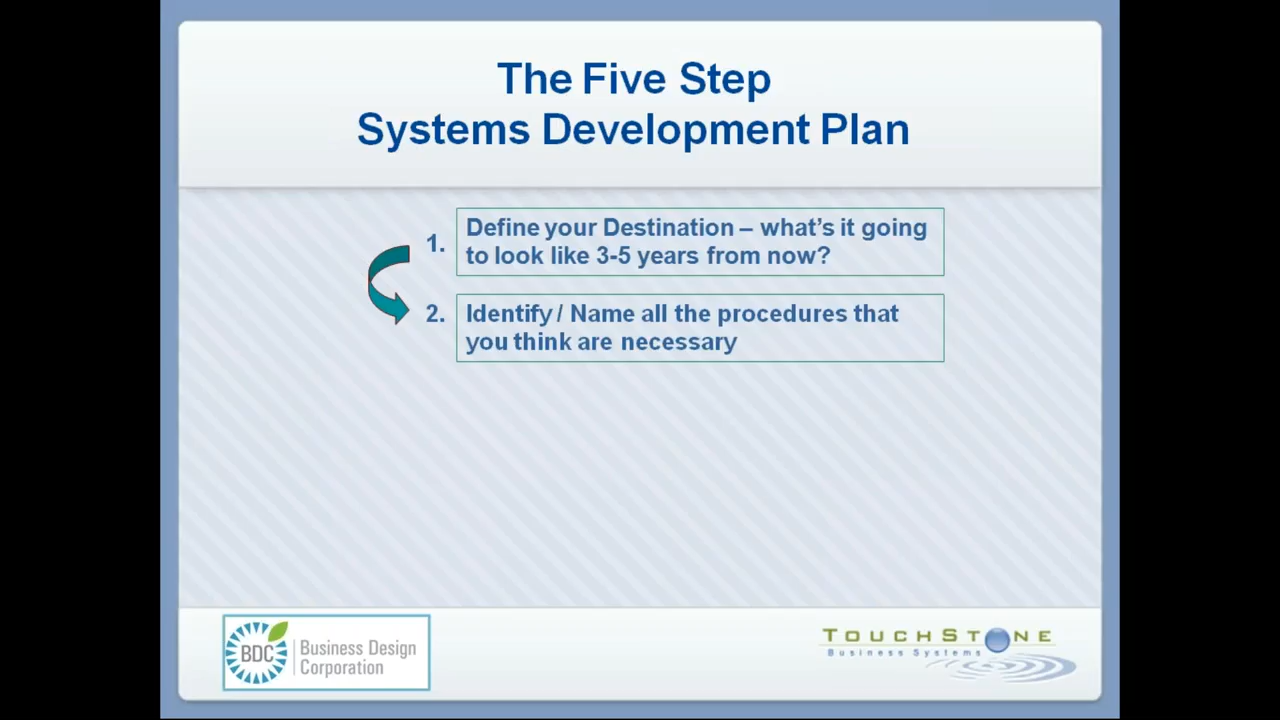 The Five Step
Systems Development Plan
1. Define your Destination – what's it going
to look like 3-5 years from now?
2. Identify / Name all the procedures that
you think are necessary
BDC Business Design
Corporation
TOUCHSTONE
Business Systems